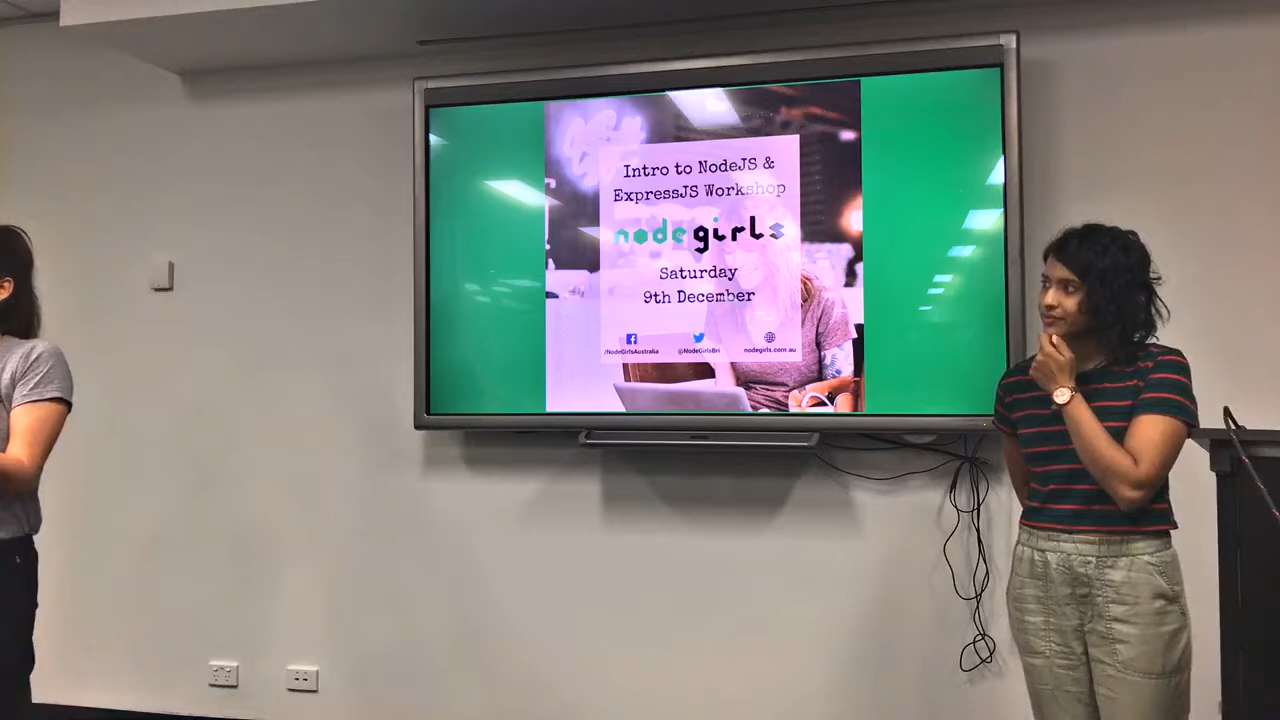 Intro to NodeJS &
ExpressJS Workshop
nodegirls
Saturday
9th December
/NodeGirlsAustralia @NodeGirlsBri nodegirls.com.au